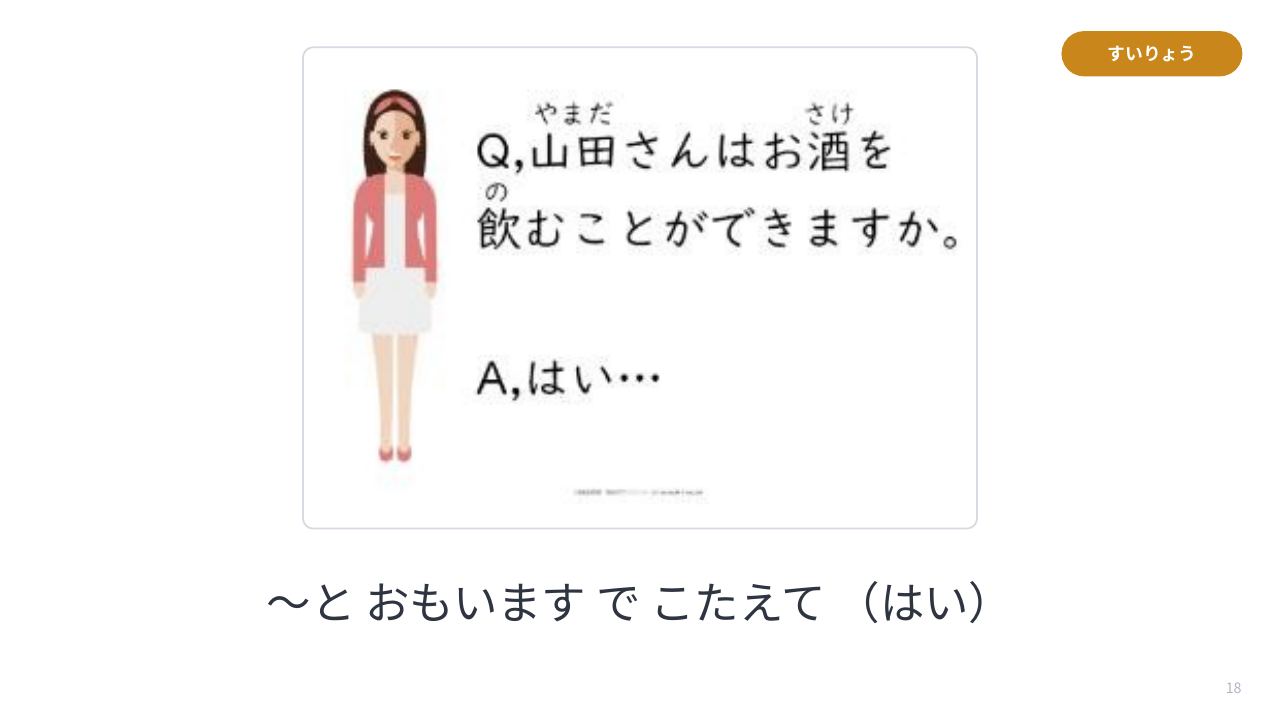 すいりょう
やまだ さけ
Q,山田さんはお酒を
の
飲むことができますか。
A,はい…
～と おもいます で こたえて （はい）
18